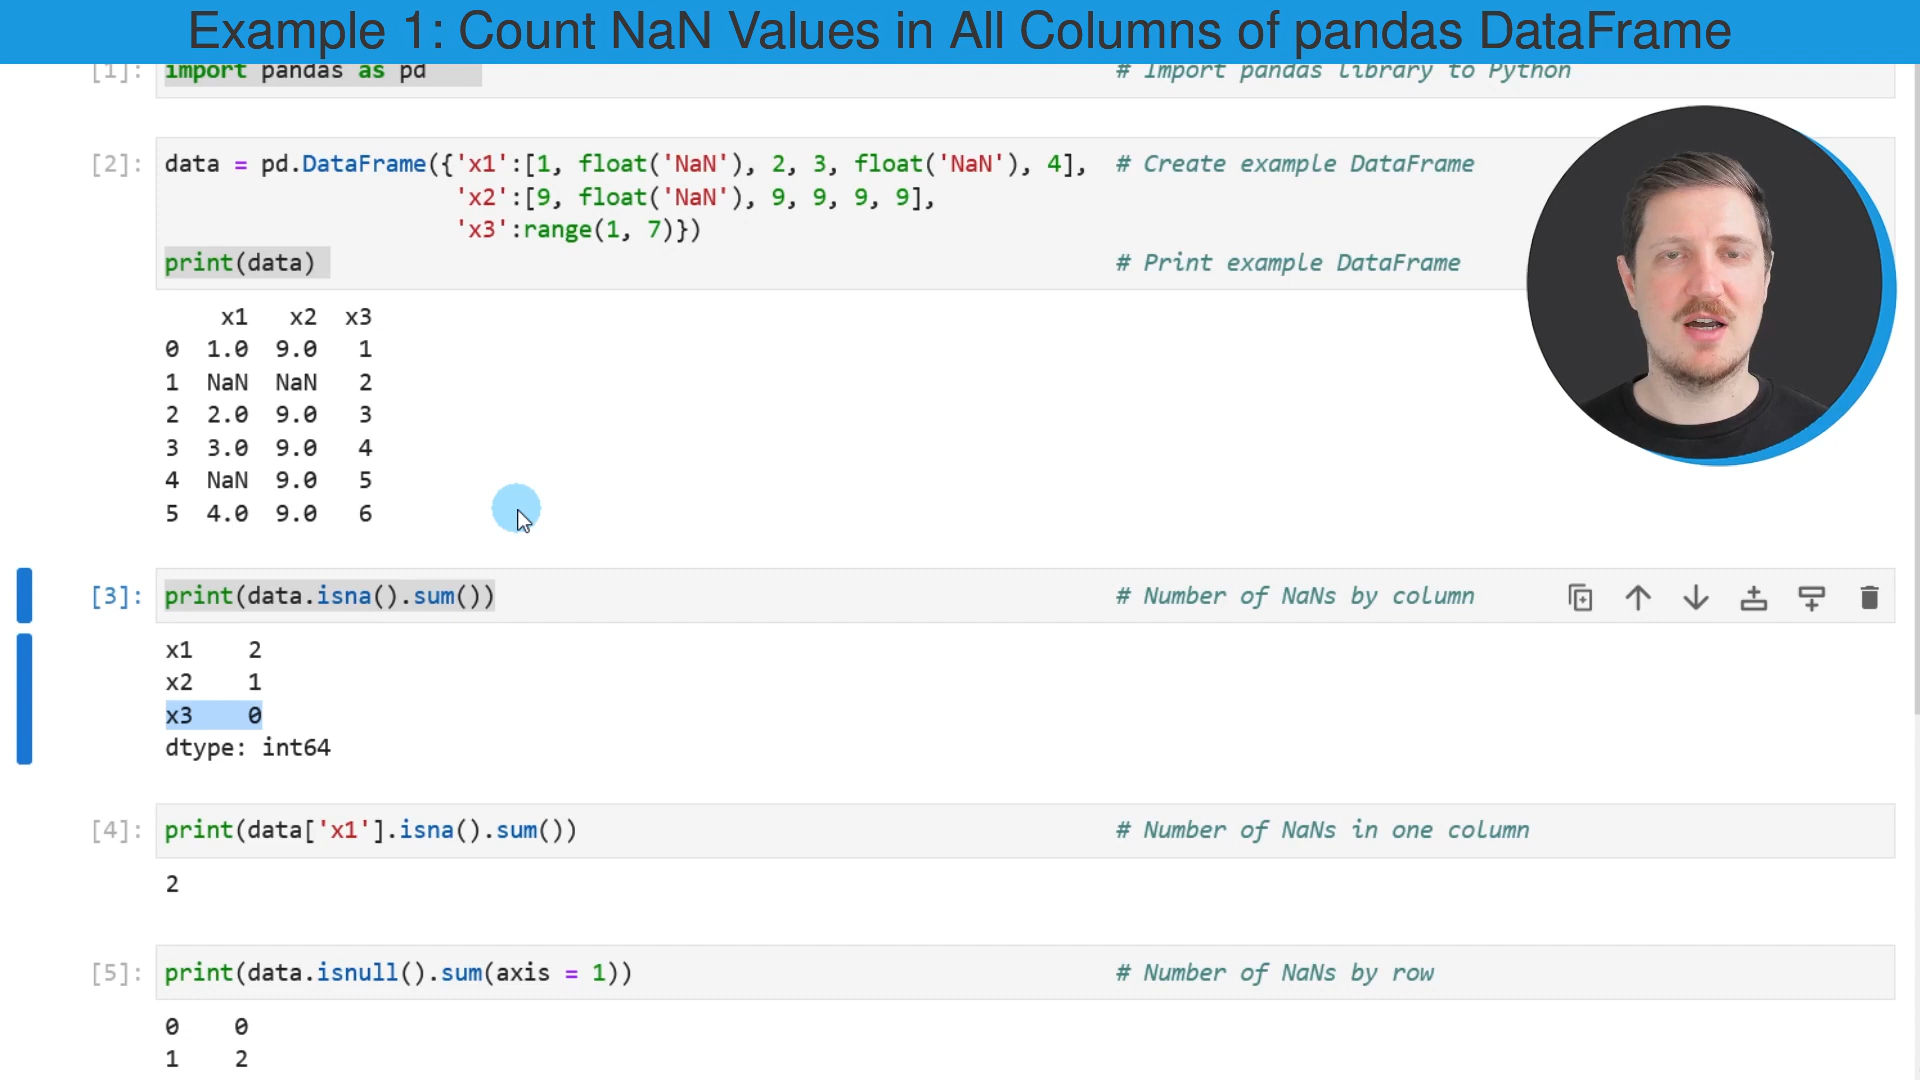 Example 1: Count NaN Values in All Columns of pandas DataFrame
[1]: import pandas as pd # Import pandas library to Python
[2]: data = pd.DataFrame({'x1':[1, float('NaN'), 2, 3, float('NaN'), 4], # Create example DataFrame
'x2':[9, float('NaN'), 9, 9, 9, 9],
'x3':range(1, 7)})
print(data) # Print example DataFrame
x1 x2 x3
0 1.0 9.0 1
1 NaN NaN 2
2 2.0 9.0 3
3 3.0 9.0 4
4 NaN 9.0 5
5 4.0 9.0 6
[3]: print(data.isna().sum()) # Number of NaNs by column
x1 2
x2 1
x3 0
dtype: int64
[4]: print(data['x1'].isna().sum()) # Number of NaNs in one column
2
[5]: print(data.isnull().sum(axis = 1)) # Number of NaNs by row
0 0
1 2